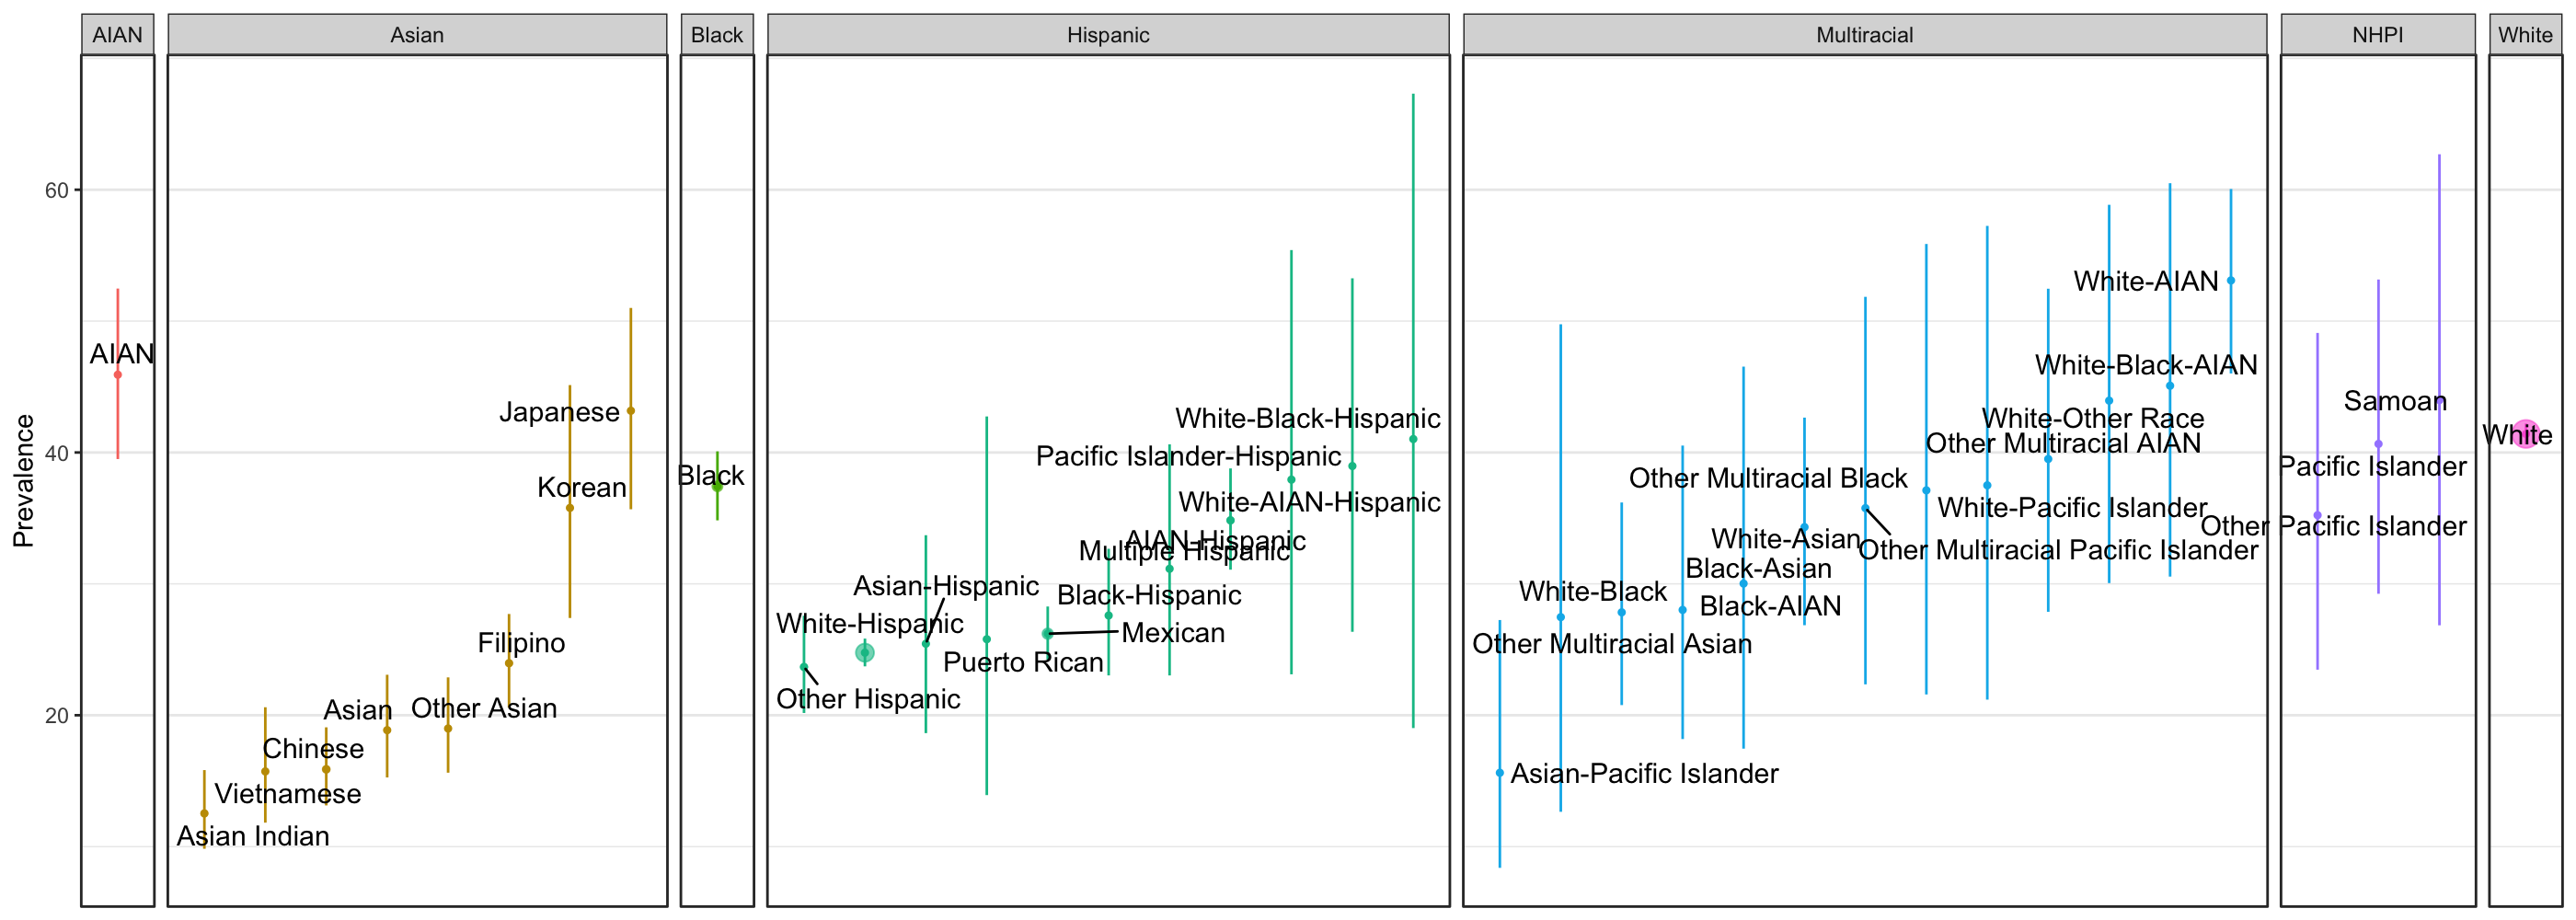 AIAN
Asian
Black
Hispanic
Multiracial
NHPI
White
Prevalence
60
40
20
AIAN
Japanese
Korean
Filipino
Asian
Other Asian
Chinese
Vietnamese
Asian Indian
Black
White-Black-Hispanic
Pacific Islander-Hispanic
White-AIAN-Hispanic
AIAN-Hispanic
Multiple Hispanic
Asian-Hispanic
Black-Hispanic
White-Hispanic
Mexican
Puerto Rican
Other Hispanic
White-AIAN
White-Black-AIAN
White-Other Race
Other Multiracial AIAN
Other Multiracial Black
White-Pacific Islander
White-Asian
Other Multiracial Pacific Islander
Black-Asian
White-Black
Black-AIAN
Other Multiracial Asian
Asian-Pacific Islander
Samoan
Pacific Islander
Other Pacific Islander
White